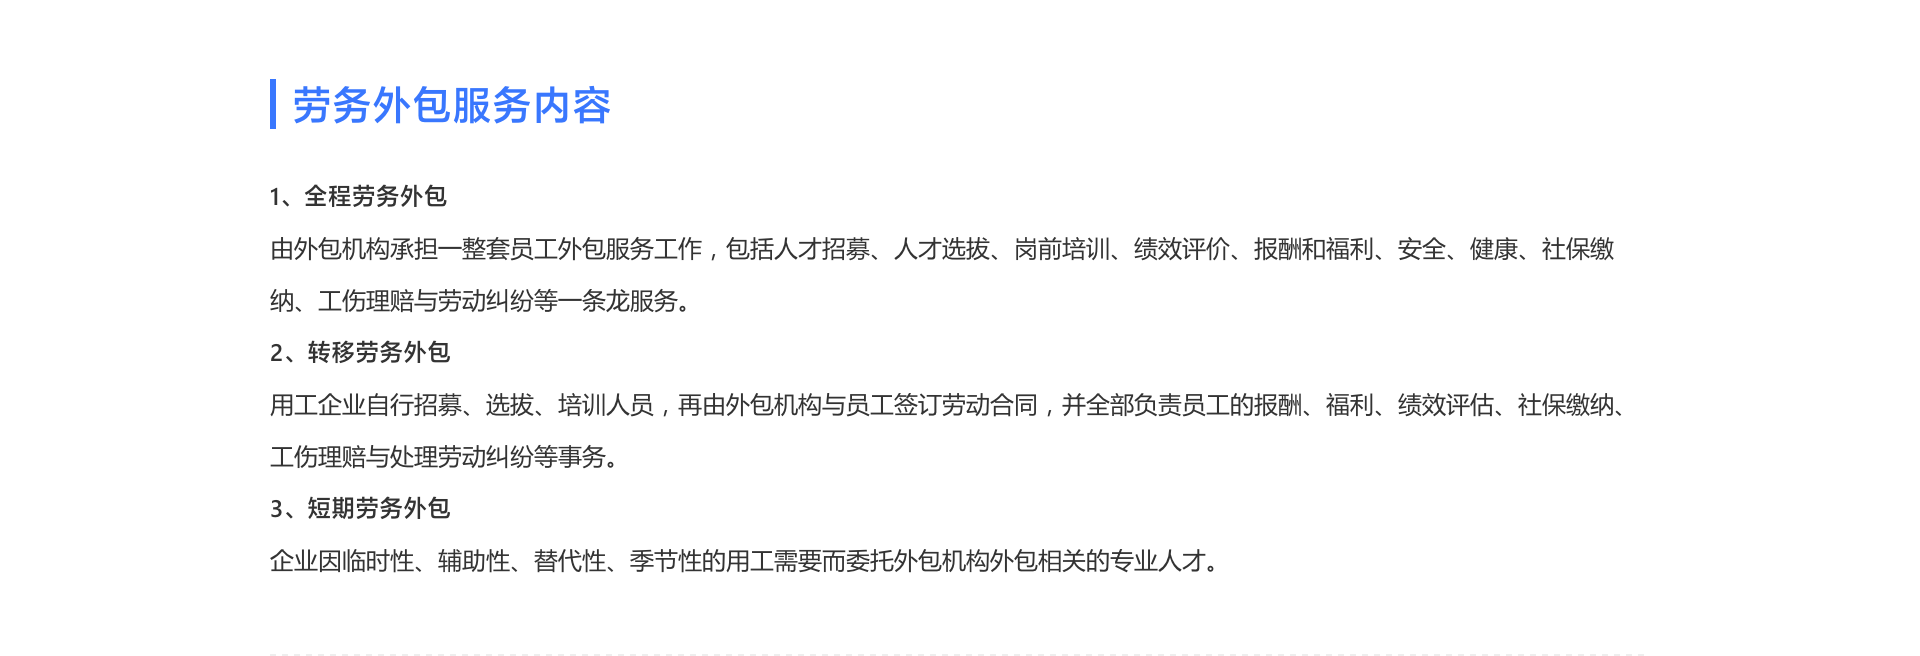 劳务外包服务内容
1、全程劳务外包
由外包机构承担一整套员工外包服务工作，包括人才招募、人才选拔、岗前培训、绩效评价、报酬和福利、安全、健康、社保缴
纳、工伤理赔与劳动纠纷等一条龙服务。
2、转移劳务外包
用工企业自行招募、选拔、培训人员，再由外包机构与员工签订劳动合同，并全部负责员工的报酬、福利、绩效评估、社保缴纳、
工伤理赔与处理劳动纠纷等事务。
3、短期劳务外包
企业因临时性、辅助性、替代性、季节性的用工需要而委托外包机构外包相关的专业人才。